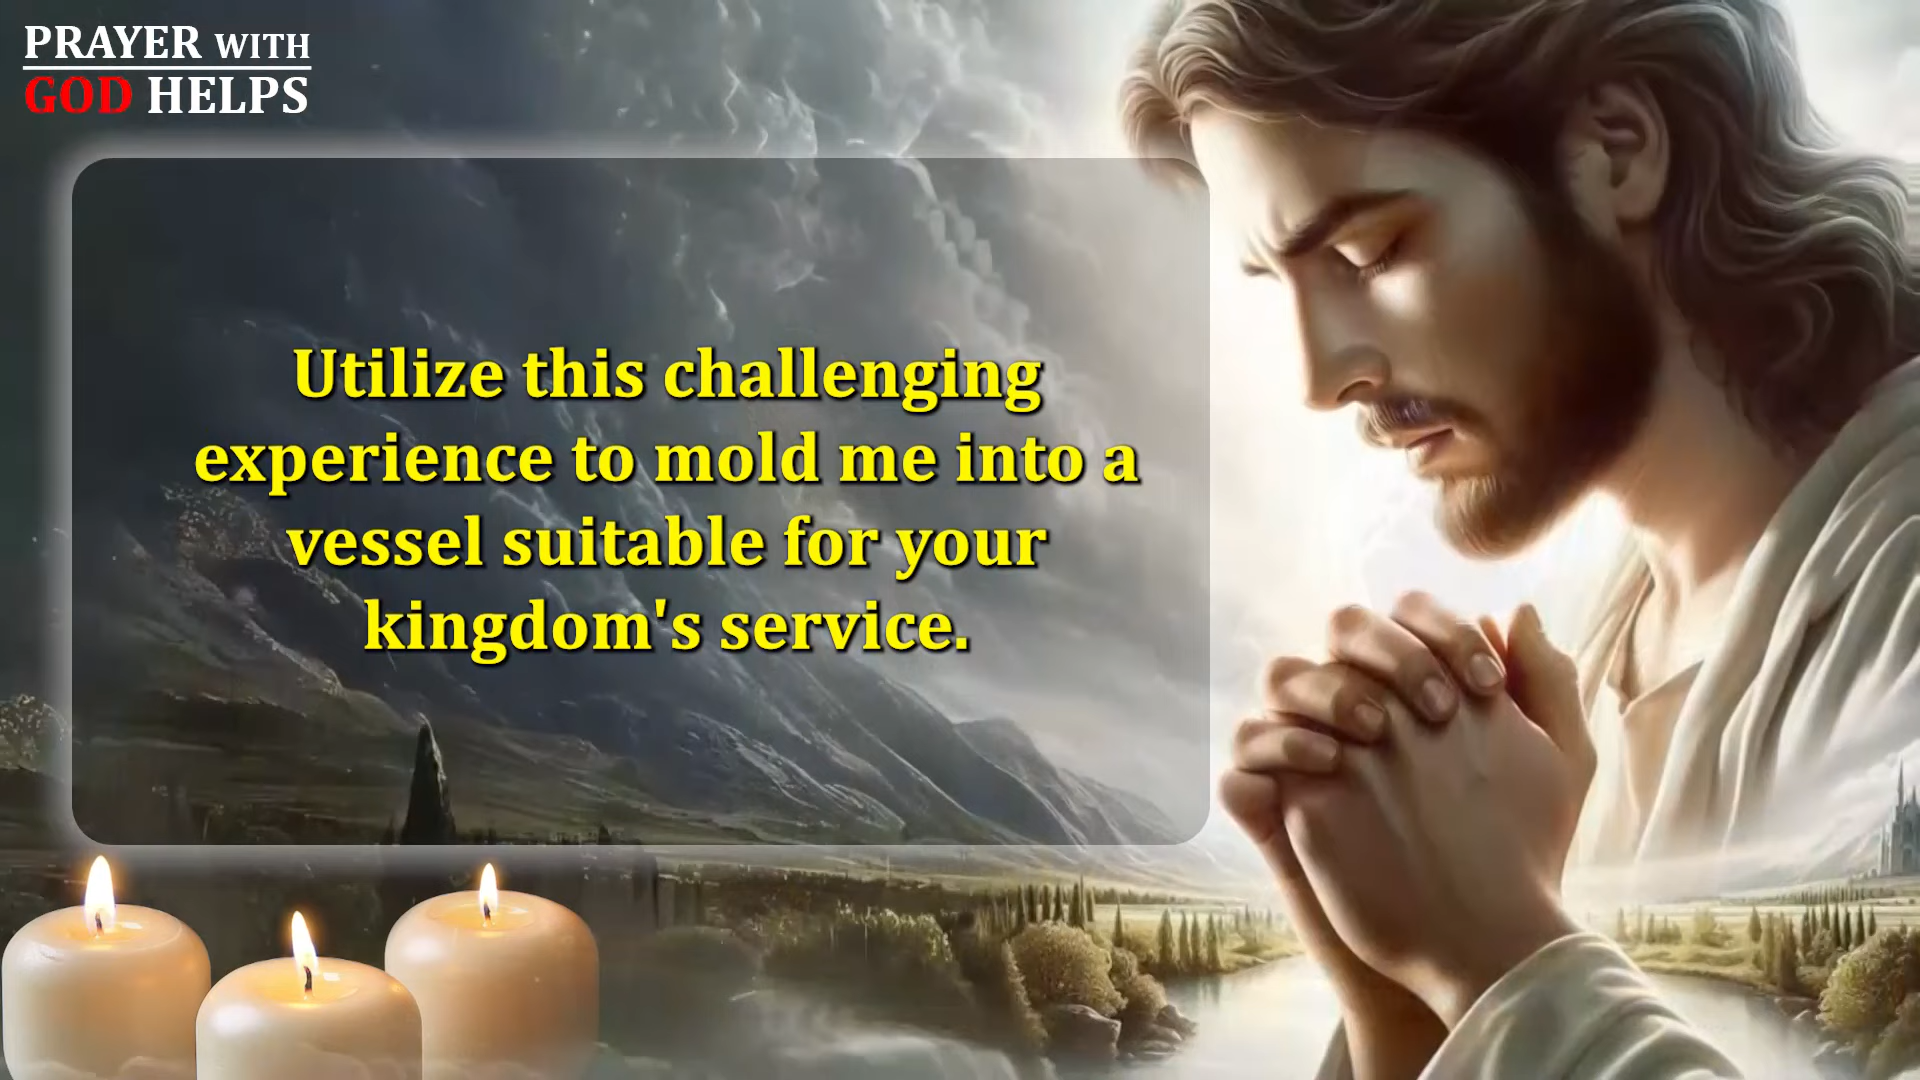 PRAYER WITH
GOD HELPS
Utilize this challenging
experience to mold me into a
vessel suitable for your
kingdom's service.